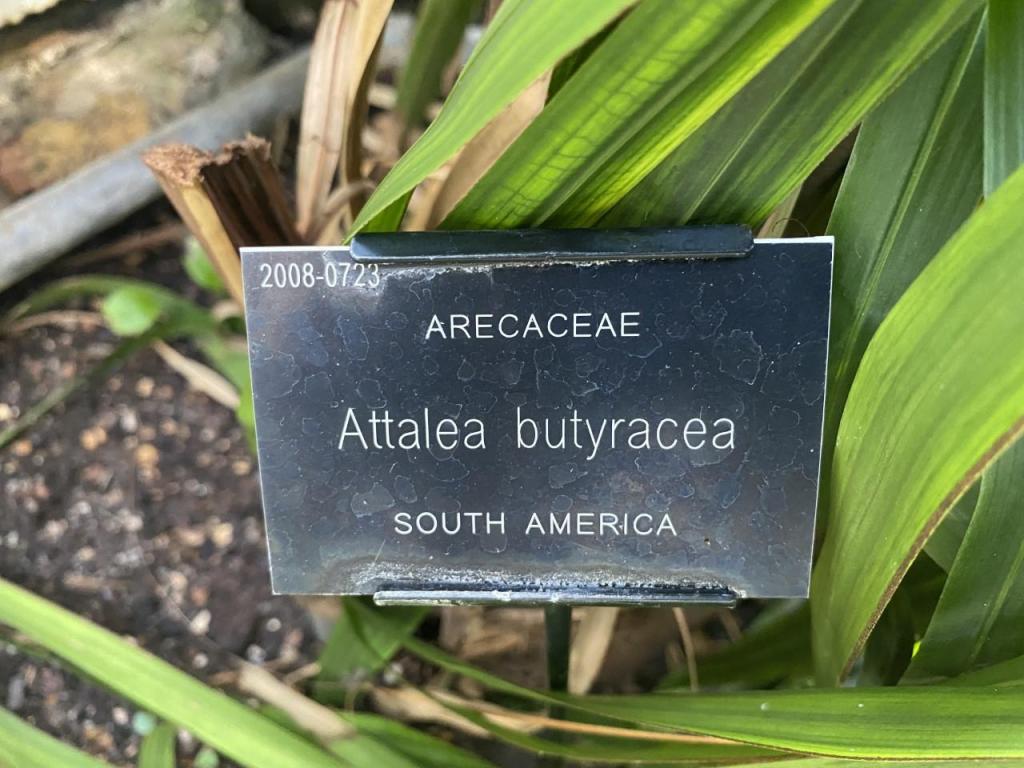 2008-0723
ARECACEAE
Attalea butyracea
SOUTH AMERICA